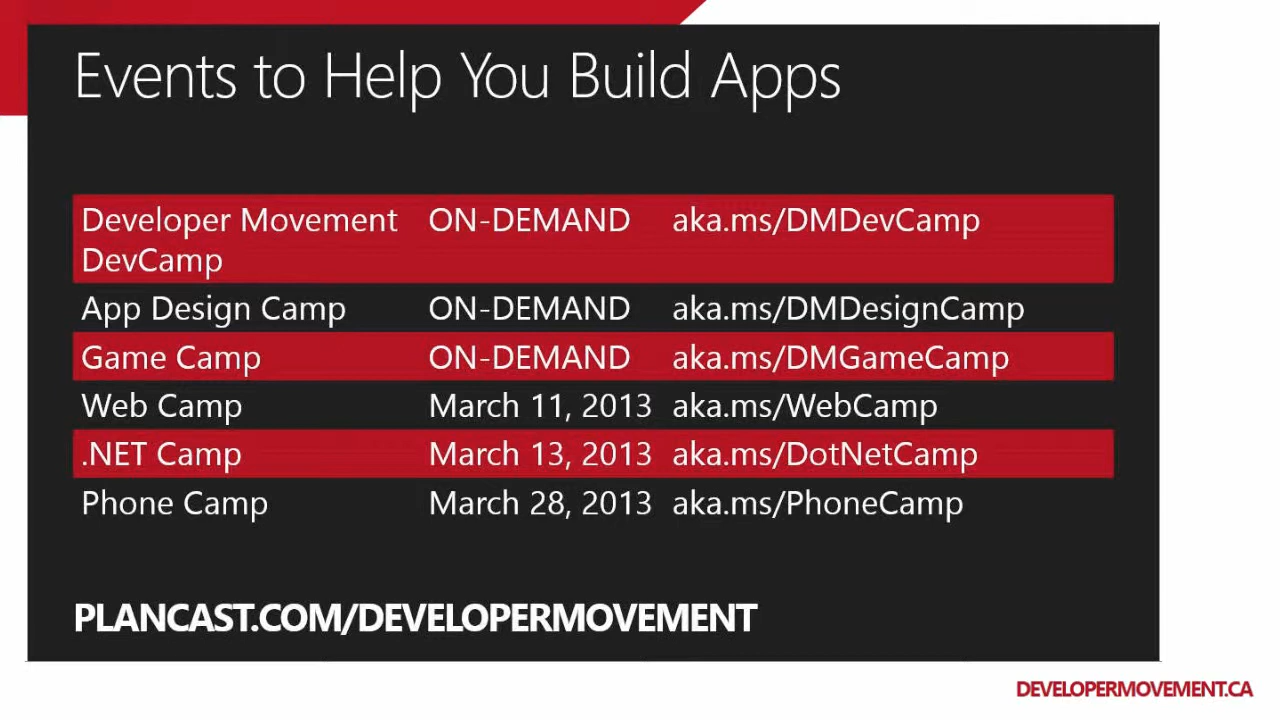 Events to Help You Build Apps
Developer Movement ON-DEMAND aka.ms/DMDevCamp
DevCamp
App Design Camp ON-DEMAND aka.ms/DMDesignCamp
Game Camp ON-DEMAND aka.ms/DMGameCamp
Web Camp March 11, 2013 aka.ms/WebCamp
.NET Camp March 13, 2013 aka.ms/DotNetCamp
Phone Camp March 28, 2013 aka.ms/PhoneCamp
PLANCAST.COM/DEVELOPERMOVEMENT
DEVELOPERMOVEMENT.CA